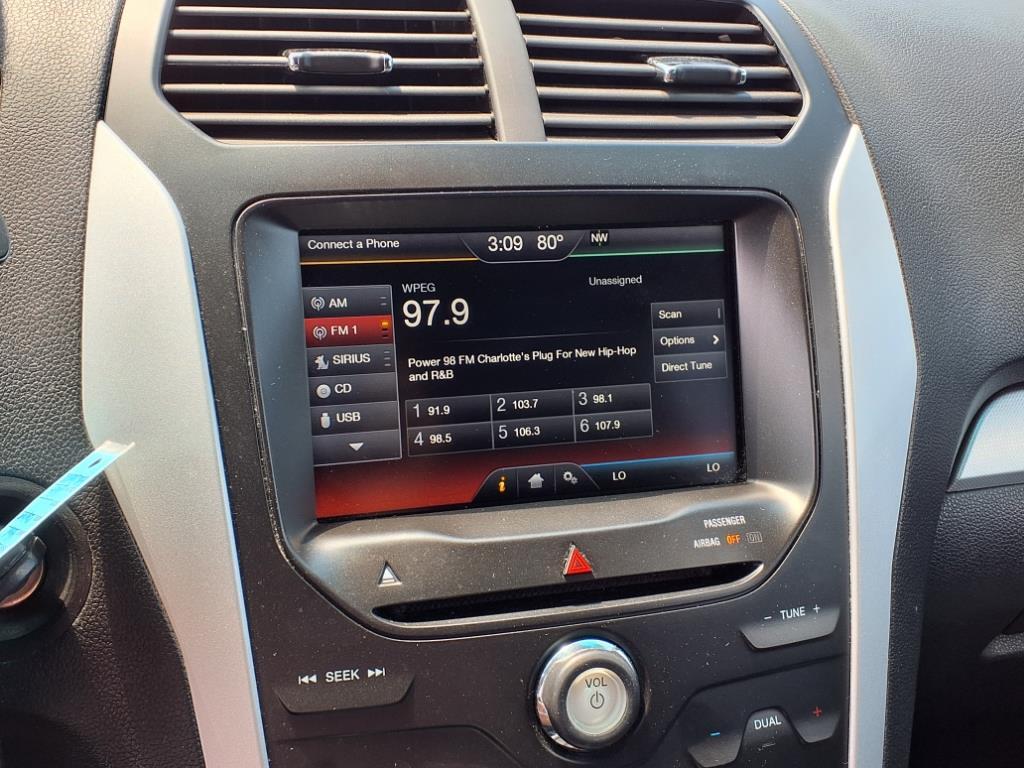 Connect a Phone
3:09 80°
NW
AM
FM 1
SIRIUS
CD
USB
WPEG
97.9
Unassigned
Power 98 FM Charlotte's Plug For New Hip-Hop
and R&B
1 91.9
2 103.7
3 98.1
4 98.5
5 106.3
6 107.9
Scan
Options
Direct Tune
LO
LO
PASSENGER
AIRBAG OFF ON
SEEK
VOL
- TUNE +
- DUAL +